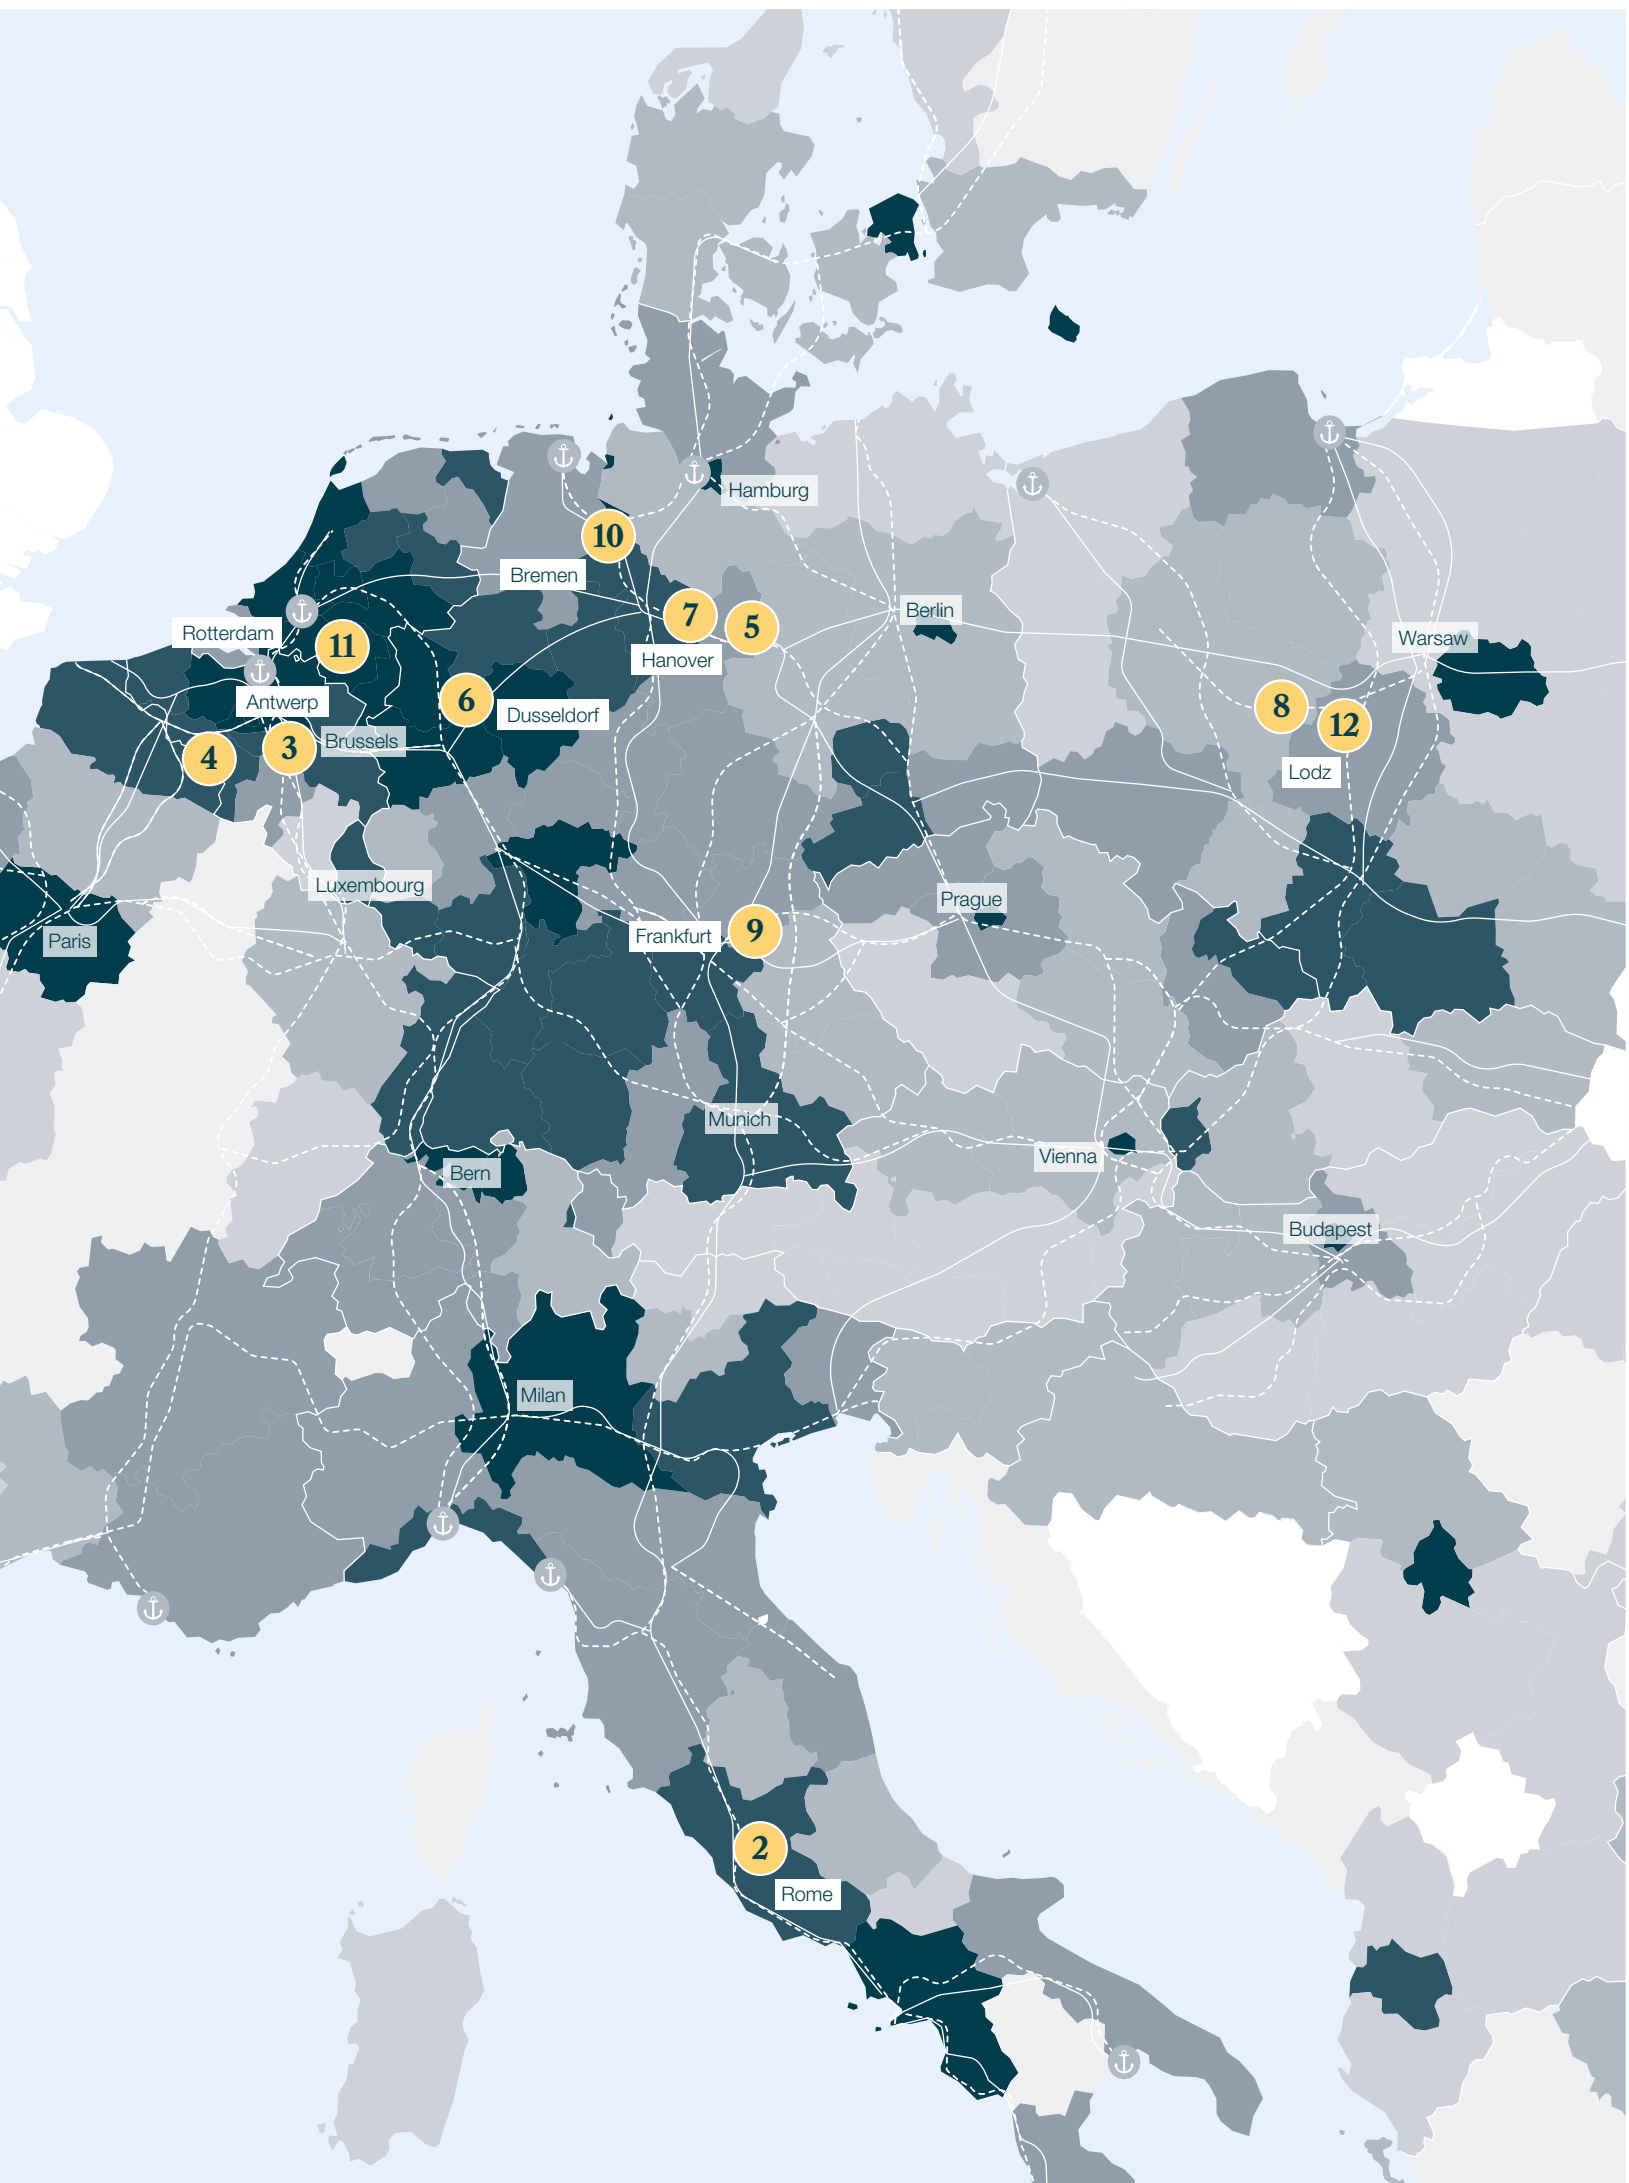 Hamburg
10
Bremen
7
5
Berlin
Rotterdam
11
Hanover
Warsaw
Antwerp
6
Dusseldorf
8
12
4
3
Brussels
Lodz
Luxembourg
Prague
Paris
Frankfurt
9
Munich
Bern
Vienna
Budapest
Milan
2
Rome